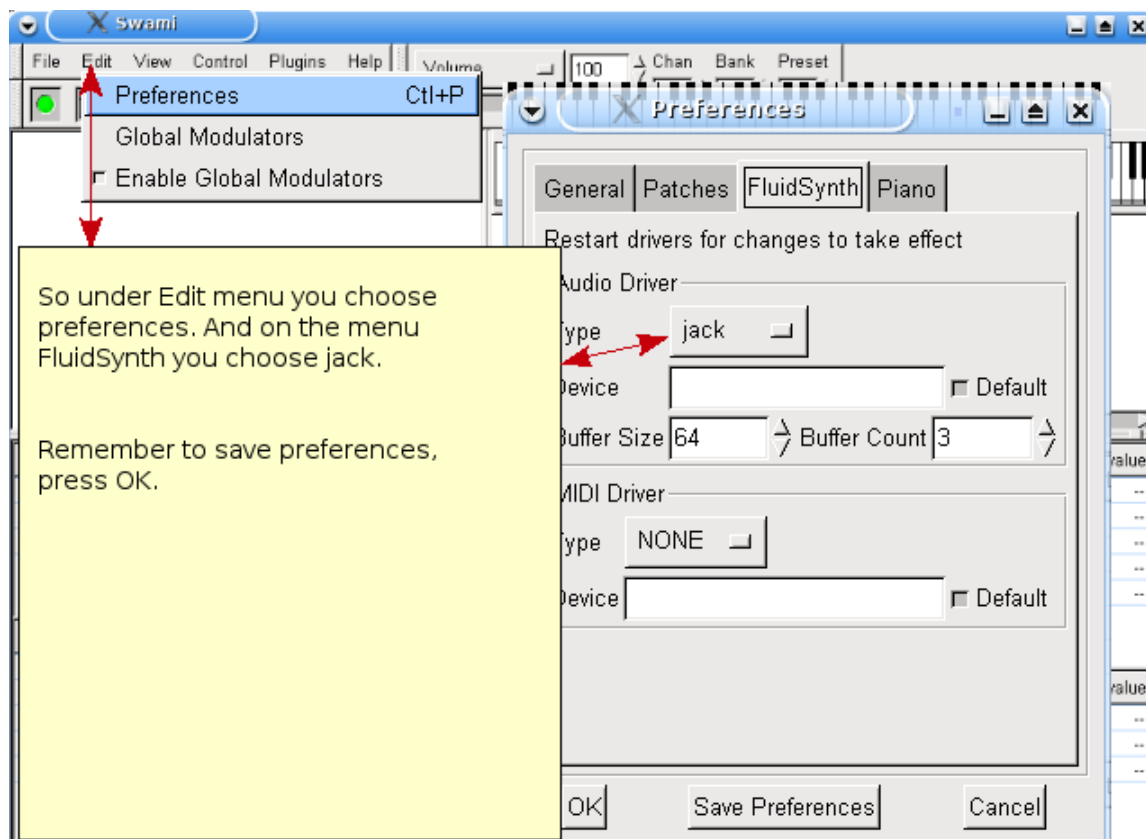 Swami
File Edit View Control Plugins Help
Volume 100 Chan Bank Preset
Preferences Ctl+P
Global Modulators
Enable Global Modulators
So under Edit menu you choose
preferences. And on the menu
FluidSynth you choose jack.
Remember to save preferences,
press OK.
Preferences
General Patches FluidSynth Piano
Restart drivers for changes to take effect
Audio Driver
Type jack
Device Default
Buffer Size 64 Buffer Count 3
MIDI Driver
Type NONE
Device Default
OK Save Preferences Cancel
value
--
--
--
--
--
value
--
--
--